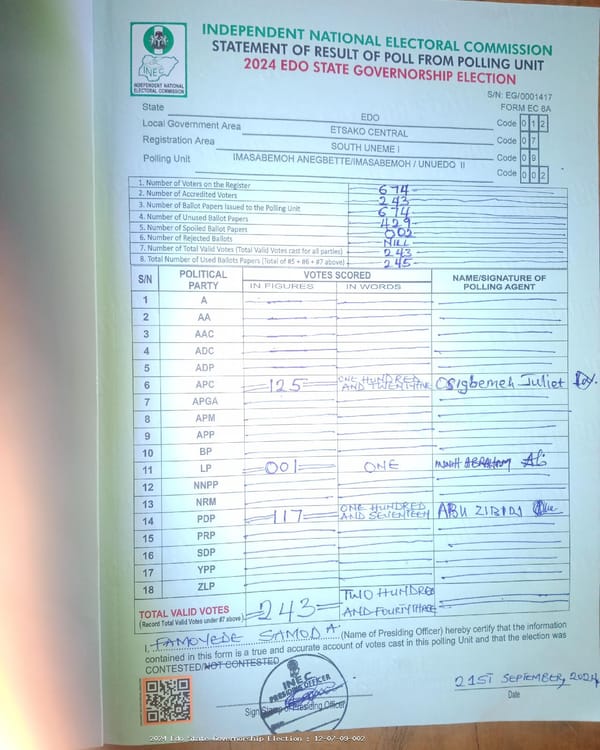 INDEPENDENT NATIONAL ELECTORAL COMMISSION
STATEMENT OF RESULT OF POLL FROM POLLING UNIT
2024 EDO STATE GOVERNORSHIP ELECTION
INEC
INDEPENDENT NATIONAL
ELECTORAL COMMISSION
S/N: EG/0001417
FORM EC 8A
State EDO Code 0 1 2
Local Government Area ETSAKO CENTRAL Code 0 7
Registration Area SOUTH UNEME I Code 0 9
Polling Unit IMASABEMOH ANEGBETTE/IMASABEMOH / UNUEDO II Code 0 0 2
1. Number of Voters on the Register 674
2. Number of Accredited Voters 243
3. Number of Ballot Papers Issued to the Polling Unit 674
4. Number of Unused Ballot Papers 429
5. Number of Spoiled Ballot Papers 002
6. Number of Rejected Ballots NILL
7. Number of Total Valid Votes (Total Valid Votes cast for all parties) 243
8. Total Number of Used Ballots Papers (Total of #5 + #6 + #7 above) 245
S/N POLITICAL PARTY VOTES SCORED NAME/SIGNATURE OF POLLING AGENT
IN FIGURES IN WORDS
1 A
2 AA
3 AAC
4 ADC
5 ADP
6 APC 125 ONE HUNDRED AND TWENTY FIVE Osigbemeh Juliet
7 APGA
8 APM
9 APP
10 BP
11 LP 001 ONE ABRAHAM
12 NNPP
13 NRM
14 PDP 117 ONE HUNDRED AND SEVENTEEN ABU
15 PRP
16 SDP
17 YPP
18 ZLP
TOTAL VALID VOTES 243 TWO HUNDRED
(Record Total Valid Votes under #7 above) AND FOURTY THREE
I, FAMOYEDE SAMOD A. (Name of Presiding Officer) hereby certify that the information
contained in this form is a true and accurate account of votes cast in this polling Unit and that the election was
CONTESTED/NOT CONTESTED
INEC
PRESIDING OFFICER
Sign Stamp of Presiding Officer
21ST SEPTEMBER, 2024
Date
2024 Edo State Governorship Election : 12-07-09-002